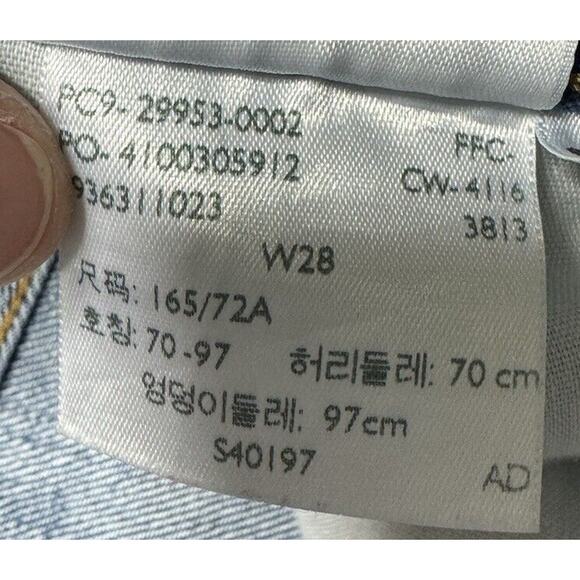 PC9- 29953-0002
PO- 4100305912
936311023
FFC-
CW- 4116
3813
W28
尺码: 165/72A
호칭: 70 -97 허리둘레: 70 cm
엉덩이둘레: 97cm
S40197
AD